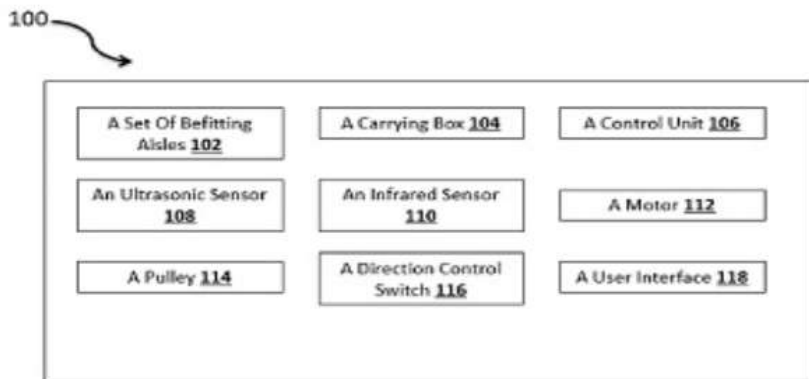 100
A Set Of Befitting
Aisles 102
A Carrying Box 104
A Control Unit 106
An Ultrasonic Sensor
108
An Infrared Sensor
110
A Motor 112
A Pulley 114
A Direction Control
Switch 116
A User Interface 118